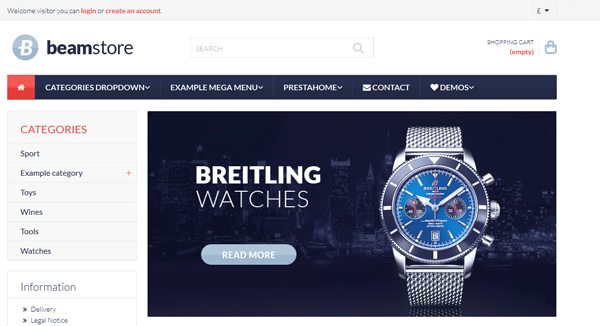 Welcome visitor you can login or create an account.
£
B beamstore
SEARCH
SHOPPING CART
(empty)
CATEGORIES DROPDOWN
EXAMPLE MEGA MENU
PRESTAHOME
CONTACT
DEMOS
CATEGORIES
Sport
Example category +
Toys
Wines
Tools
Watches
Information
» Delivery
» Legal Notice
BREITLING
WATCHES
READ MORE
BREITLING